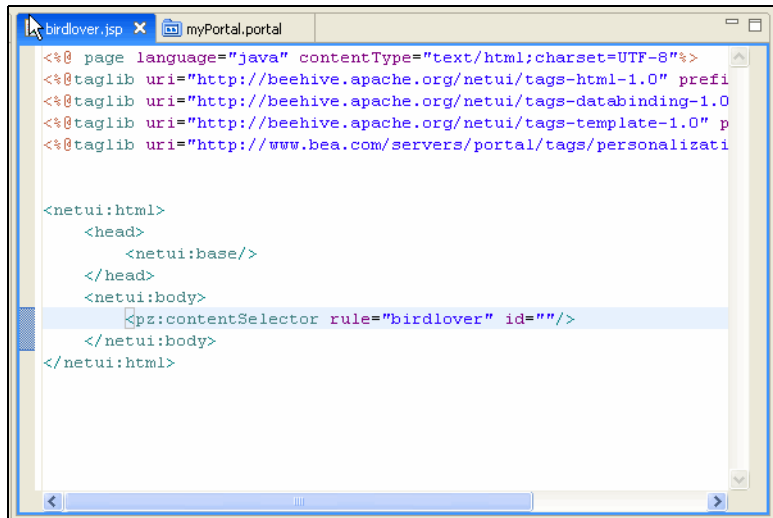 birdlover.jsp myPortal.portal
<%@ page language="java" contentType="text/html;charset=UTF-8"%>
<%@taglib uri="http://beehive.apache.org/netui/tags-html-1.0" prefi
<%@taglib uri="http://beehive.apache.org/netui/tags-databinding-1.0
<%@taglib uri="http://beehive.apache.org/netui/tags-template-1.0" p
<%@taglib uri="http://www.bea.com/servers/portal/tags/personalizati
<netui:html>
<head>
<netui:base/>
</head>
<netui:body>
<pz:contentSelector rule="birdlover" id=""/>
</netui:body>
</netui:html>